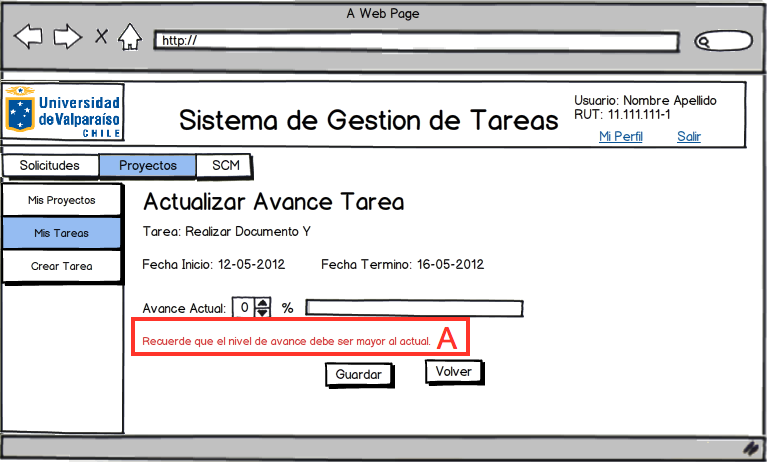 A Web Page
http://
Universidad
de Valparaíso
CHILE
Sistema de Gestion de Tareas
Usuario: Nombre Apellido
RUT: 11.111.111-1
Mi Perfil Salir
Solicitudes Proyectos SCM
Mis Proyectos
Mis Tareas
Crear Tarea
Actualizar Avance Tarea
Tarea: Realizar Documento Y
Fecha Inicio: 12-05-2012 Fecha Termino: 16-05-2012
Avance Actual: 0 %
Recuerde que el nivel de avance debe ser mayor al actual. A
Guardar Volver